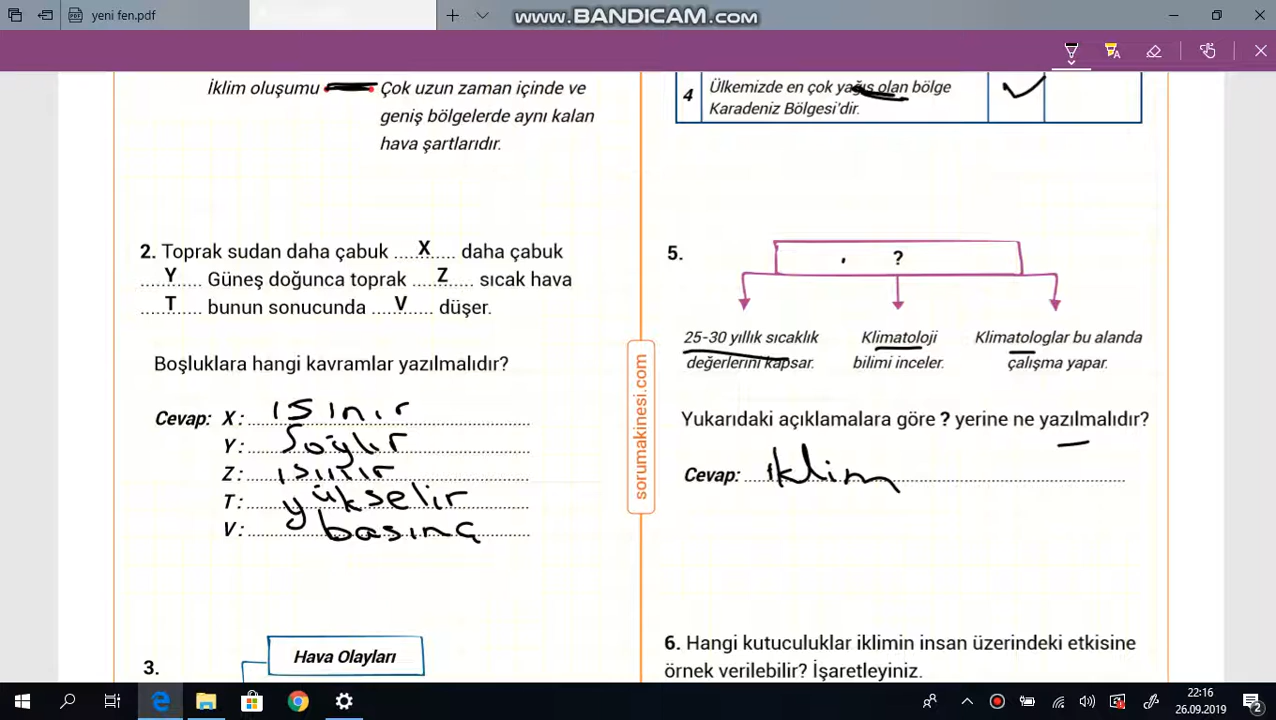 yeni fen.pdf
www.BANDICAM.com
İklim oluşumu
Çok uzun zaman içinde ve
geniş bölgelerde aynı kalan
hava şartlarıdır.
4
Ülkemizde en çok yağış olan bölge
Karadeniz Bölgesi'dir.
2. Toprak sudan daha çabuk ....X.... daha çabuk
....Y.... Güneş doğunca toprak ....Z.... sıcak hava
....T.... bunun sonucunda ....V.... düşer.
Boşluklara hangi kavramlar yazılmalıdır?
Cevap: X: ısınır
Y: soğur
Z: ısınır
T: yükselir
V: basınç
sorumakinesi.com
5.
?
25-30 yıllık sıcaklık
değerlerini kapsar.
Klimatoloji
bilimi inceler.
Klimatologlar bu alanda
çalışma yapar.
Yukarıdaki açıklamalara göre ? yerine ne yazılmalıdır?
Cevap: iklim
3.
Hava Olayları
6. Hangi kutucuklular iklimin insan üzerindeki etkisine
örnek verilebilir? İşaretleyiniz.
22:16
26.09.2019
2